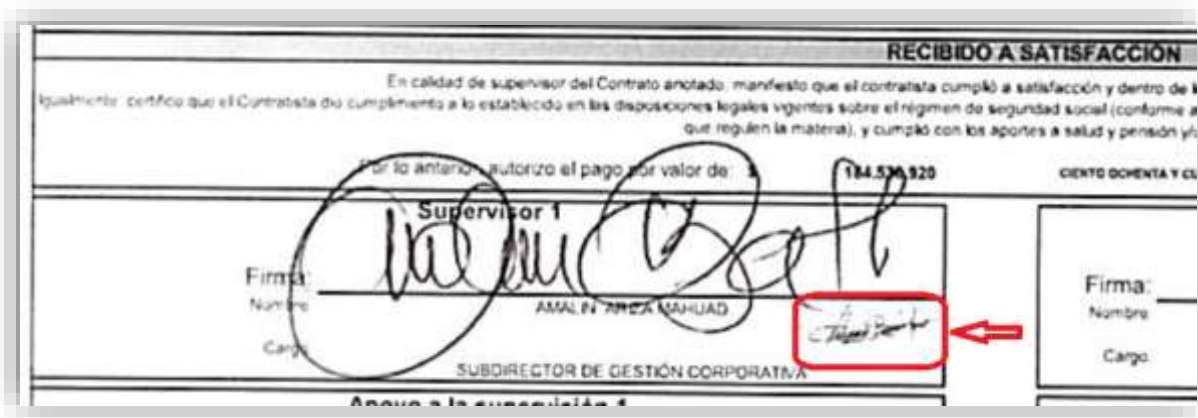 RECIBIDO A SATISFACCIÓN
En calidad de supervisor del Contrato anotado, manifiesto que el contratista cumplió a satisfacción y dentro de
Igualmente, certifico que el Contratista dio cumplimiento a lo establecido en las disposiciones legales vigentes sobre el régimen de seguridad social (conforme a
que regulen la materia), y cumplió con los aportes a salud y pensión y/
Por lo anterior, autorizo el pago por valor de: $ CIENTO OCHENTA Y
Supervisor 1
Firma: Firma:
Nombre AMALIN ARIZA MAHUAD Nombre
Cargo Cargo
SUBDIRECTOR DE GESTIÓN CORPORATIVA
Apoyo a la supervisión 1